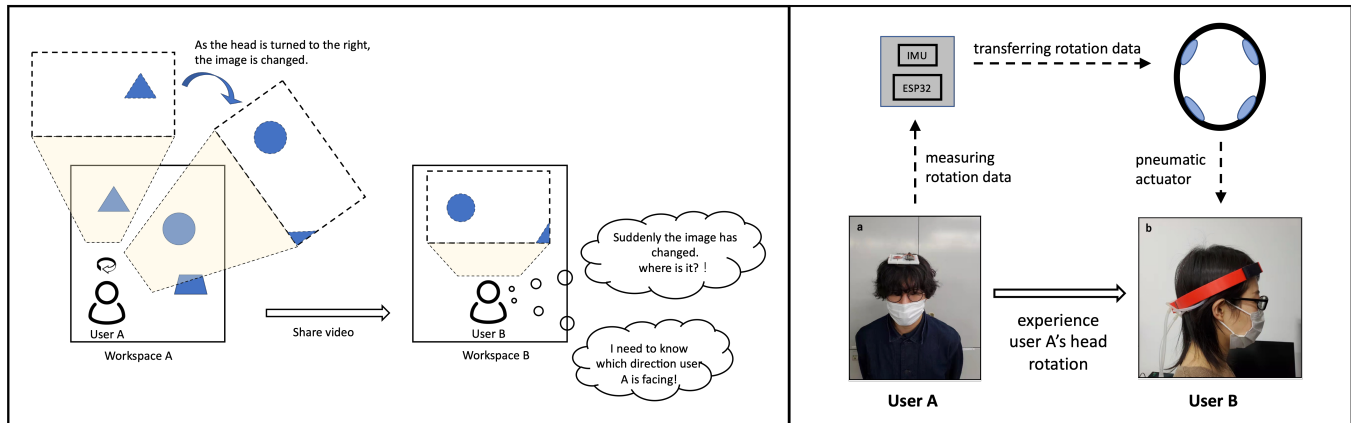 As the head is turned to the right,
the image is changed.
User A
Workspace A
Share video
User B
Workspace B
Suddenly the image has
changed.
where is it? !
I need to know
which direction user
A is facing!
IMU
ESP32
transferring rotation data
measuring
rotation data
pneumatic
actuator
a
b
experience
user A's head
rotation
User A
User B